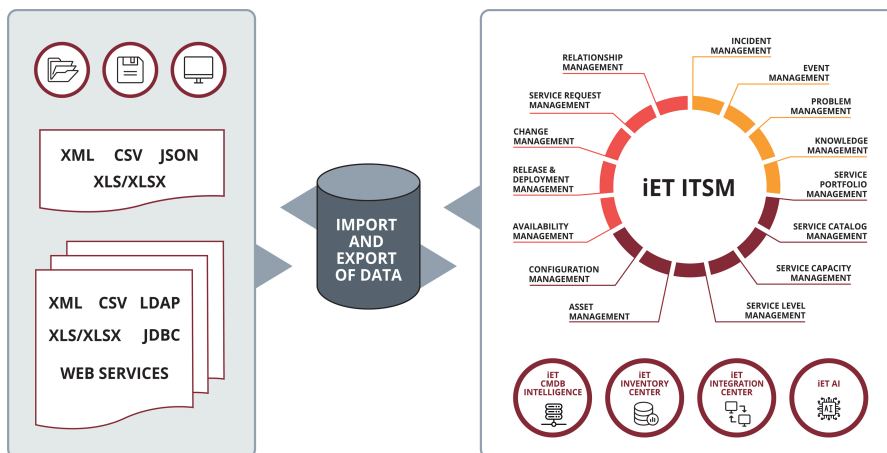 XML CSV JSON
XLS/XLSX
XML CSV LDAP
XLS/XLSX JDBC
WEB SERVICES
IMPORT
AND
EXPORT
OF DATA
iET ITSM
INCIDENT
MANAGEMENT
EVENT
MANAGEMENT
PROBLEM
MANAGEMENT
KNOWLEDGE
MANAGEMENT
SERVICE
PORTFOLIO
MANAGEMENT
SERVICE CATALOG
MANAGEMENT
SERVICE CAPACITY
MANAGEMENT
SERVICE LEVEL
MANAGEMENT
ASSET
MANAGEMENT
CONFIGURATION
MANAGEMENT
AVAILABILITY
MANAGEMENT
RELEASE &
DEPLOYMENT
MANAGEMENT
CHANGE
MANAGEMENT
SERVICE REQUEST
MANAGEMENT
RELATIONSHIP
MANAGEMENT
iET
CMDB
INTELLIGENCE
iET
INVENTORY
CENTER
iET
INTEGRATION
CENTER
iET AI
AI